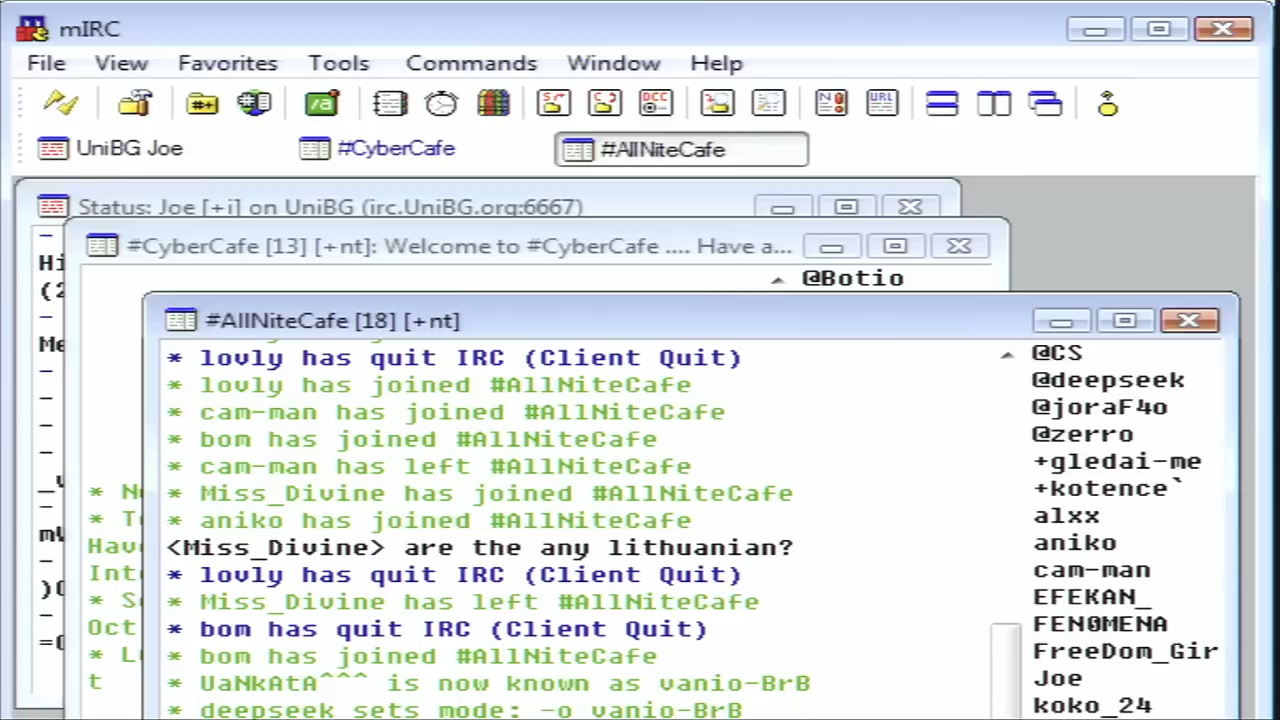 mIRC
File View Favorites Tools Commands Window Help
UniBG Joe #CyberCafe #AllNiteCafe
Status: Joe [+i] on UniBG (irc.UniBG.org:6667)
#CyberCafe [13] [+nt]: Welcome to #CyberCafe .... Have a...
@Botio
#AllNiteCafe [18] [+nt]
* lovly has quit IRC (Client Quit)
* lovly has joined #AllNiteCafe
* cam-man has joined #AllNiteCafe
* bom has joined #AllNiteCafe
* cam-man has left #AllNiteCafe
* Miss_Divine has joined #AllNiteCafe
* aniko has joined #AllNiteCafe
<Miss_Divine> are the any lithuanian?
* lovly has quit IRC (Client Quit)
* Miss_Divine has left #AllNiteCafe
* bom has quit IRC (Client Quit)
* bom has joined #AllNiteCafe
* UaNkAtA^^^ is now known as vanio-BrB
* deepseek sets mode: -o vanio-BrB
@CS
@deepseek
@joraF4o
@zerro
+gledai-me
+kotence`
alxx
aniko
cam-man
EFEKAN_
FEN0MENA
FreeDom_Gir
Joe
koko_24